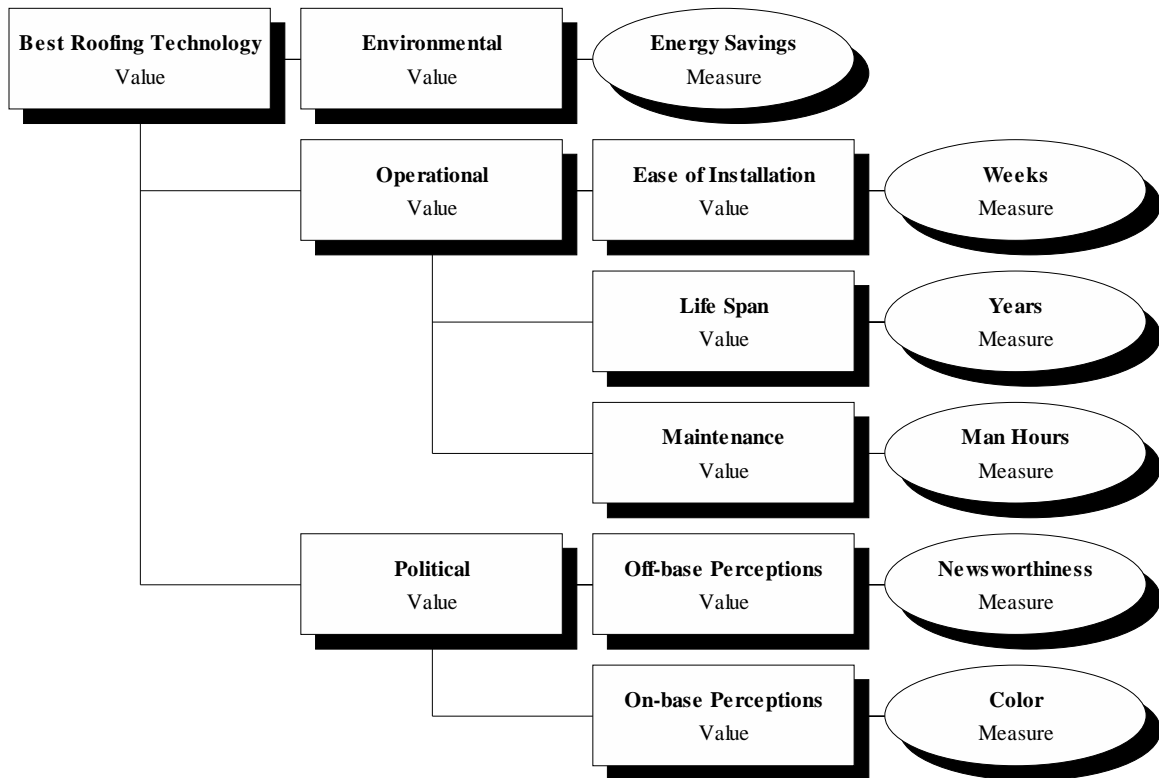 Best Roofing Technology
Value
Environmental
Value
Energy Savings
Measure
Operational
Value
Ease of Installation
Value
Weeks
Measure
Life Span
Value
Years
Measure
Maintenance
Value
Man Hours
Measure
Political
Value
Off-base Perceptions
Value
Newsworthiness
Measure
On-base Perceptions
Value
Color
Measure